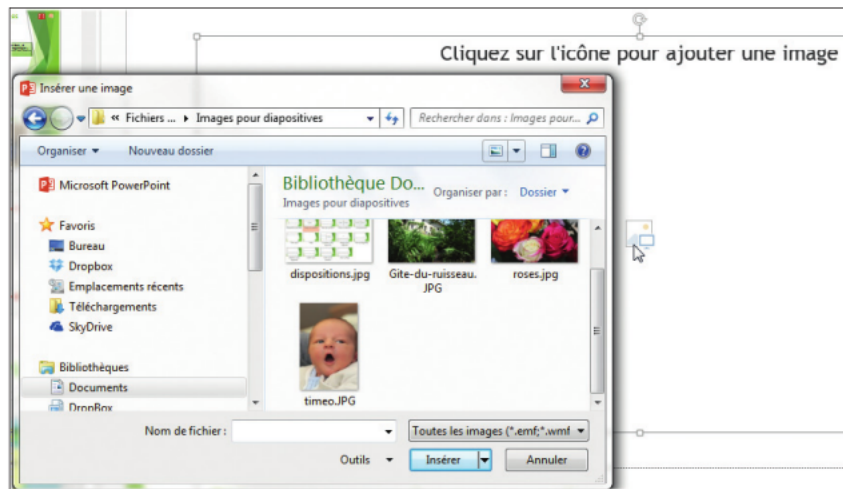 Cliquez sur l'icône pour ajouter une image
Insérer une image
« Fichiers ... ▸ Images pour diapositives
Rechercher dans : Images pour...
Organiser
Nouveau dossier
Microsoft PowerPoint
Favoris
Bureau
Dropbox
Emplacements récents
Téléchargements
SkyDrive
Bibliothèques
Documents
DropBox
Bibliothèque Do...
Images pour diapositives
Organiser par :
Dossier
dispositions.jpg
Gite-du-ruisseau.
JPG
roses.jpg
timeo.JPG
Nom de fichier :
Toutes les images (*.emf;*.wmf
Outils
Insérer
Annuler